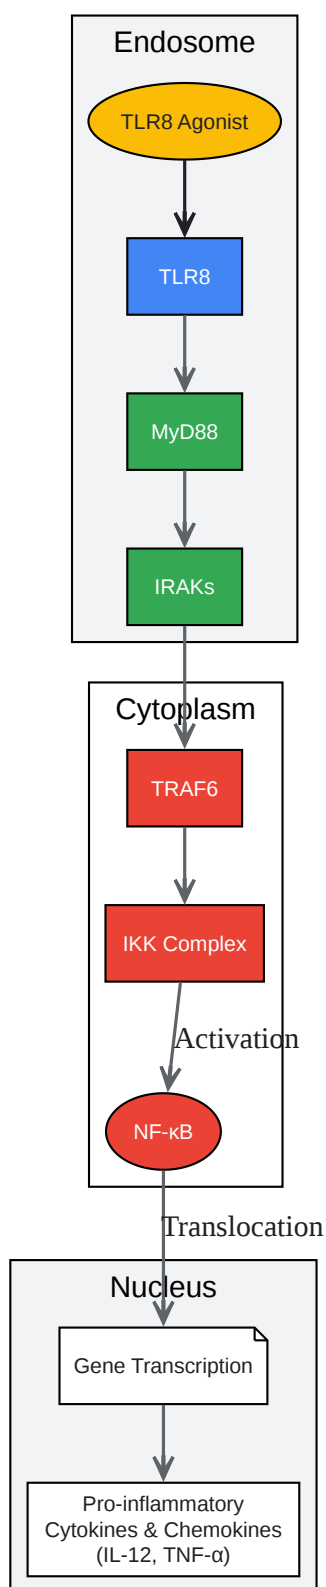 Endosome
TLR8 Agonist
TLR8
MyD88
IRAKs
Cytoplasm
TRAF6
IKK Complex
Activation
NF-κB
Translocation
Nucleus
Gene Transcription
Pro-inflammatory
Cytokines & Chemokines
(IL-12, TNF-α)